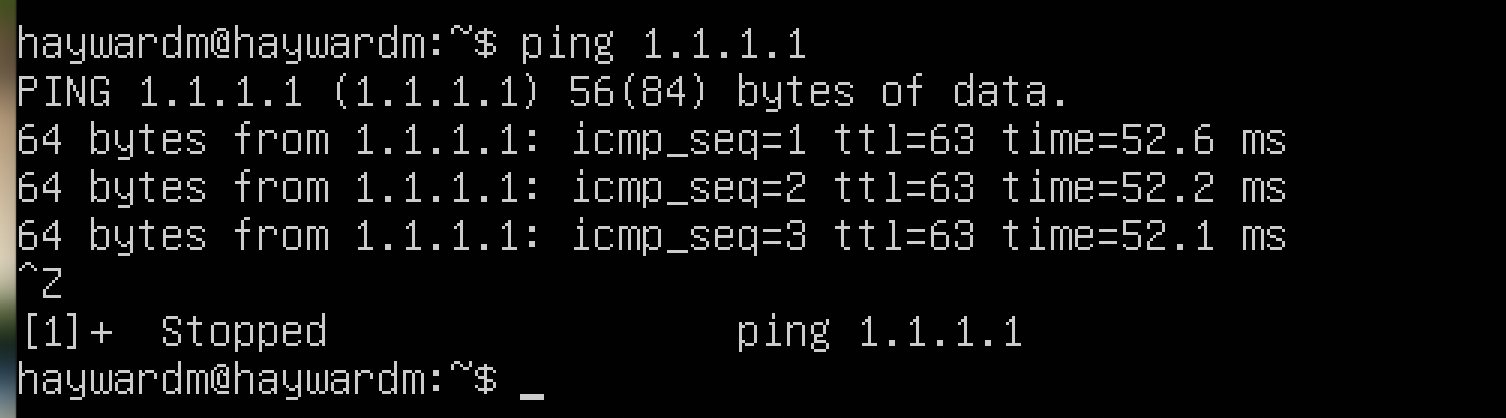 haywardm@haywardm:~$ ping 1.1.1.1
PING 1.1.1.1 (1.1.1.1) 56(84) bytes of data.
64 bytes from 1.1.1.1: icmp_seq=1 ttl=63 time=52.6 ms
64 bytes from 1.1.1.1: icmp_seq=2 ttl=63 time=52.2 ms
64 bytes from 1.1.1.1: icmp_seq=3 ttl=63 time=52.1 ms
^Z
[1]+  Stopped                 ping 1.1.1.1
haywardm@haywardm:~$ _